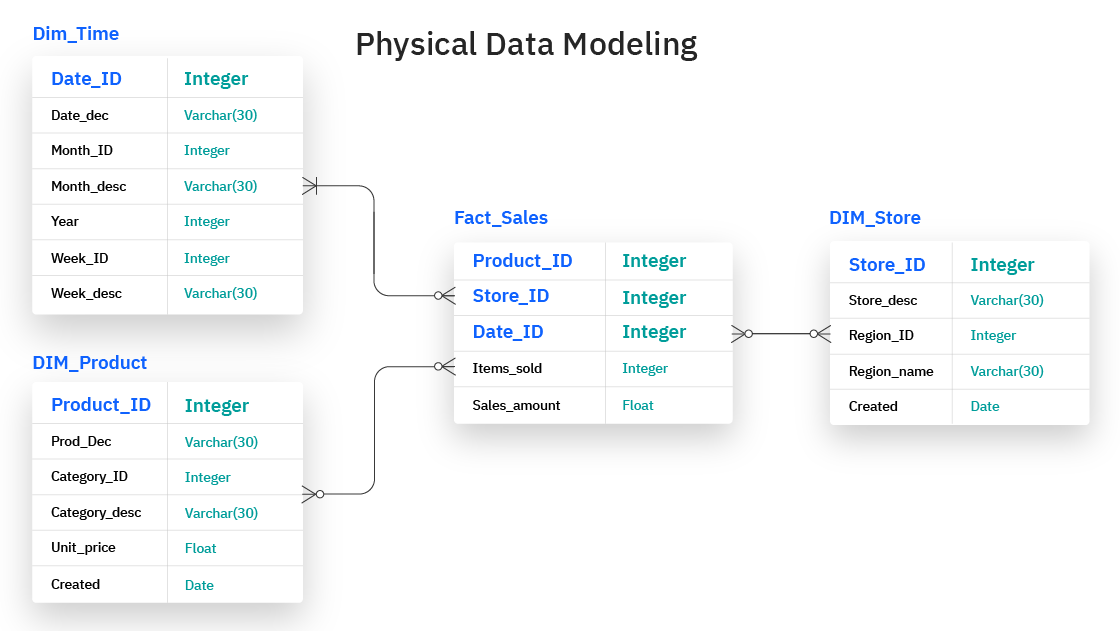 Physical Data Modeling
Dim_Time
Date_ID Integer
Date_dec Varchar(30)
Month_ID Integer
Month_desc Varchar(30)
Year Integer
Week_ID Integer
Week_desc Varchar(30)
DIM_Product
Product_ID Integer
Prod_Dec Varchar(30)
Category_ID Integer
Category_desc Varchar(30)
Unit_price Float
Created Date
Fact_Sales
Product_ID Integer
Store_ID Integer
Date_ID Integer
Items_sold Integer
Sales_amount Float
DIM_Store
Store_ID Integer
Store_desc Varchar(30)
Region_ID Integer
Region_name Varchar(30)
Created Date